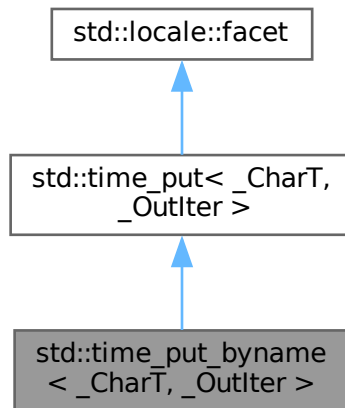 std::locale::facet
std::time_put< _CharT,
_OutIter >
std::time_put_byname
< _CharT, _OutIter >